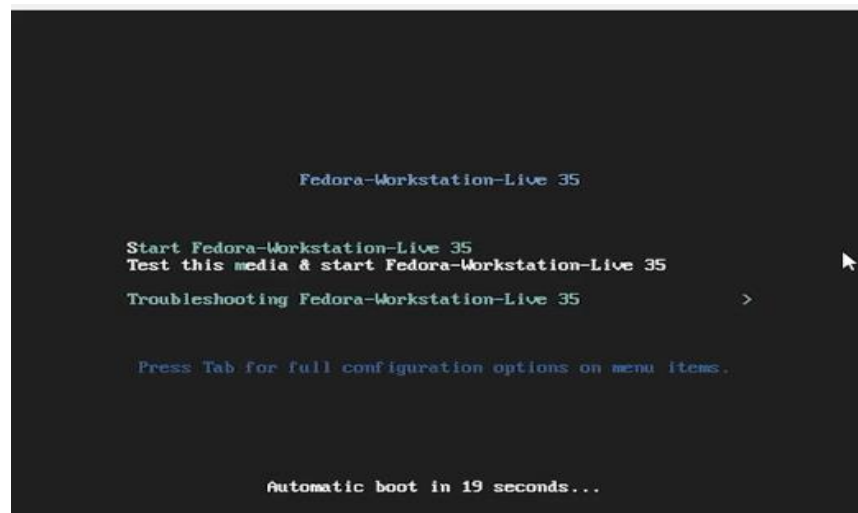 Fedora-Workstation-Live 35
Start Fedora-Workstation-Live 35
Test this media & start Fedora-Workstation-Live 35
Troubleshooting Fedora-Workstation-Live 35 >
Press Tab for full configuration options on menu items.
Automatic boot in 19 seconds...